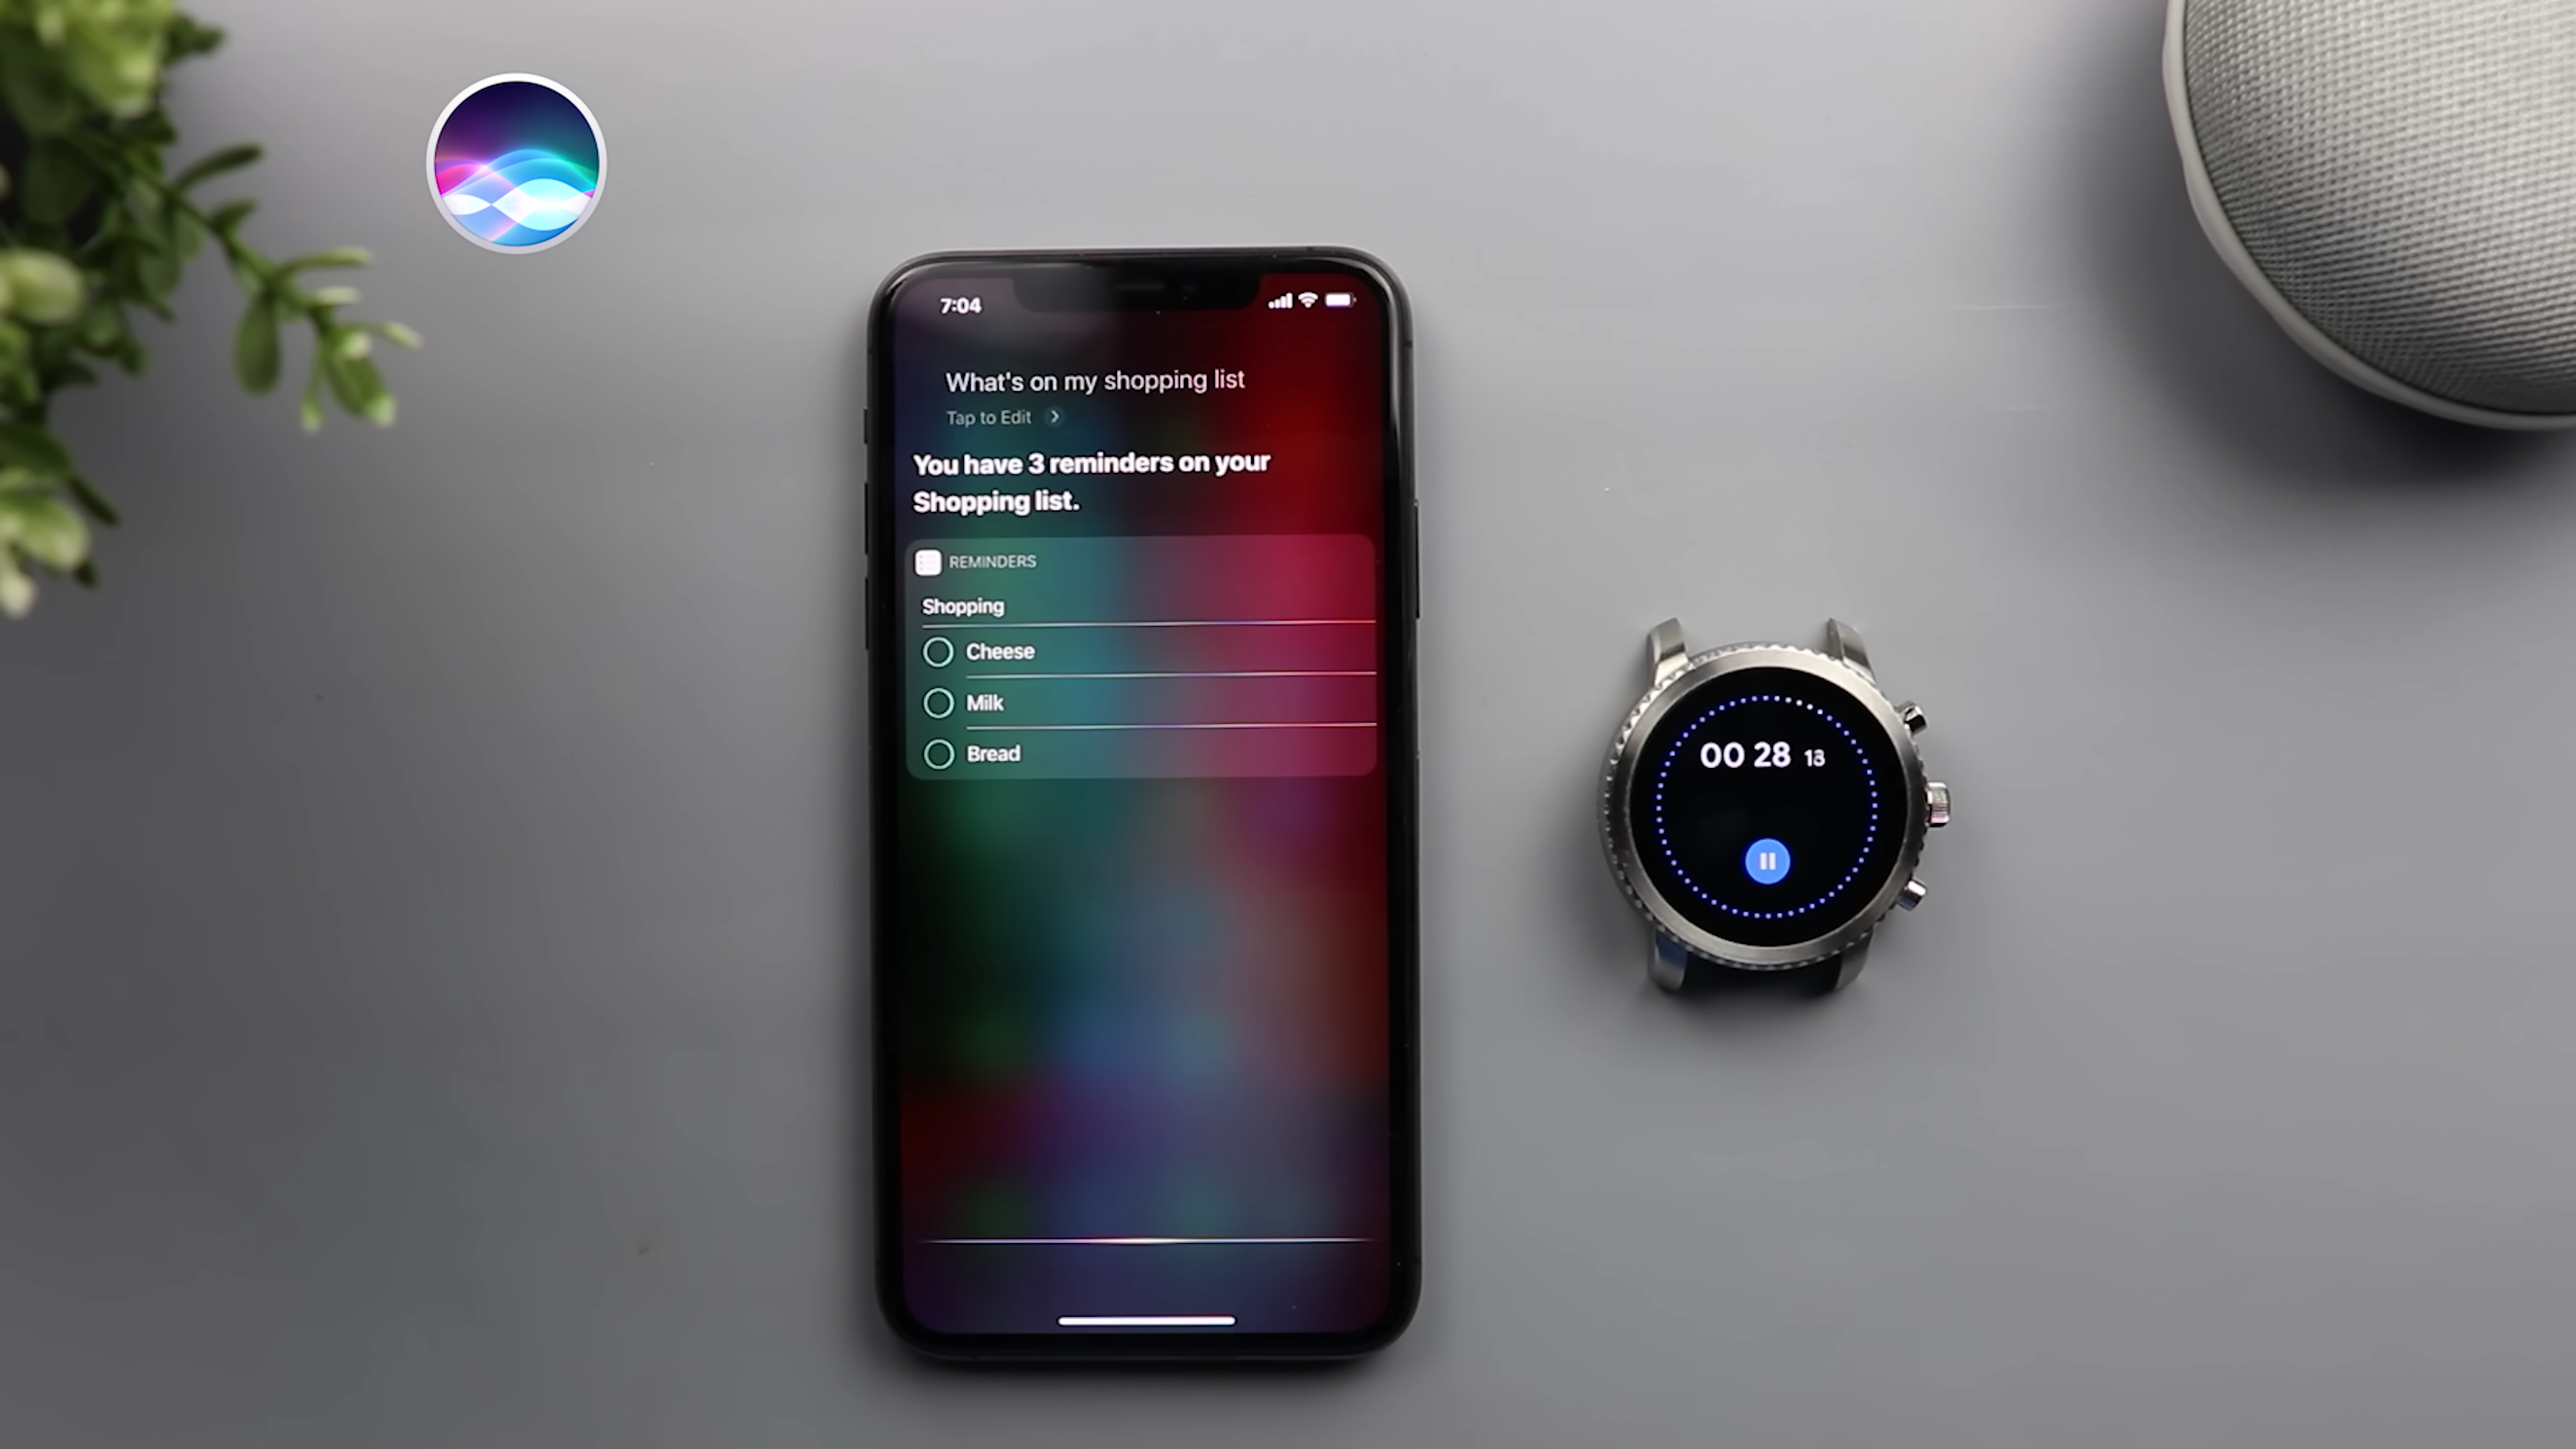 7:04
What's on my shopping list
Tap to Edit
You have 3 reminders on your
Shopping list.
REMINDERS
Shopping
Cheese
Milk
Bread
00 28 13